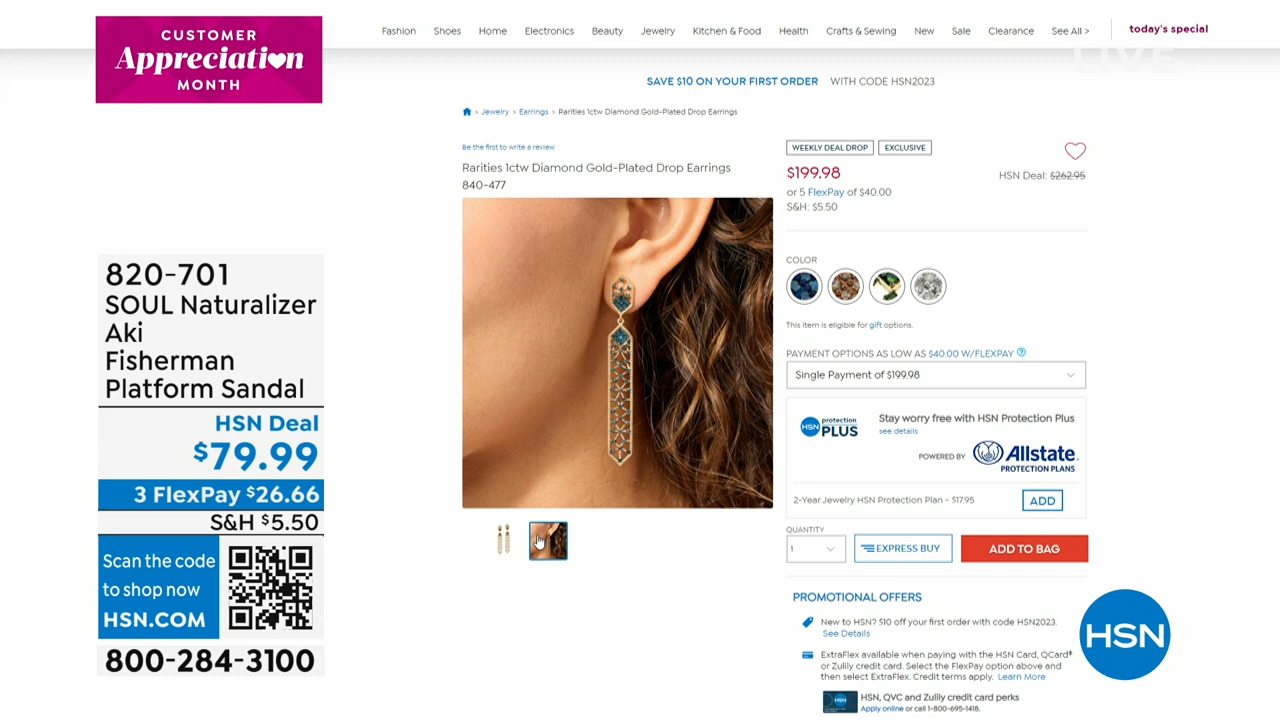 CUSTOMER
Appreciation
MONTH
Fashion Shoes Home Electronics Beauty Jewelry Kitchen & Food Health Crafts & Sewing New Sale Clearance See All > today's special
LIVE
SAVE $10 ON YOUR FIRST ORDER WITH CODE HSN2023
> Jewelry > Earrings > Rarities 1ctw Diamond Gold-Plated Drop Earrings
Be the first to write a review
Rarities 1ctw Diamond Gold-Plated Drop Earrings
840-477
WEEKLY DEAL DROP EXCLUSIVE
$199.98
HSN Deal: $262.95
or 5 FlexPay of $40.00
S&H: $5.50
COLOR
This item is eligible for gift options.
PAYMENT OPTIONS AS LOW AS $40.00 W/FLEXPAY ?
Single Payment of $199.98
HSN protection PLUS
Stay worry free with HSN Protection Plus
see details
POWERED BY Allstate
PROTECTION PLANS
2-Year Jewelry HSN Protection Plan - $17.95 ADD
QUANTITY
1 EXPRESS BUY ADD TO BAG
PROMOTIONAL OFFERS
New to HSN? $10 off your first order with code HSN2023.
See Details
ExtraFlex available when paying with the HSN Card, QCard®
or Zulily credit card. Select the FlexPay option above and
then select ExtraFlex. Credit terms apply. Learn More
HSN, QVC and Zulily credit card perks
Apply online or call 1-800-695-1418.
820-701
SOUL Naturalizer
Aki
Fisherman
Platform Sandal
HSN Deal
$79.99
3 FlexPay $26.66
S&H $5.50
Scan the code
to shop now
HSN.COM
800-284-3100
HSN